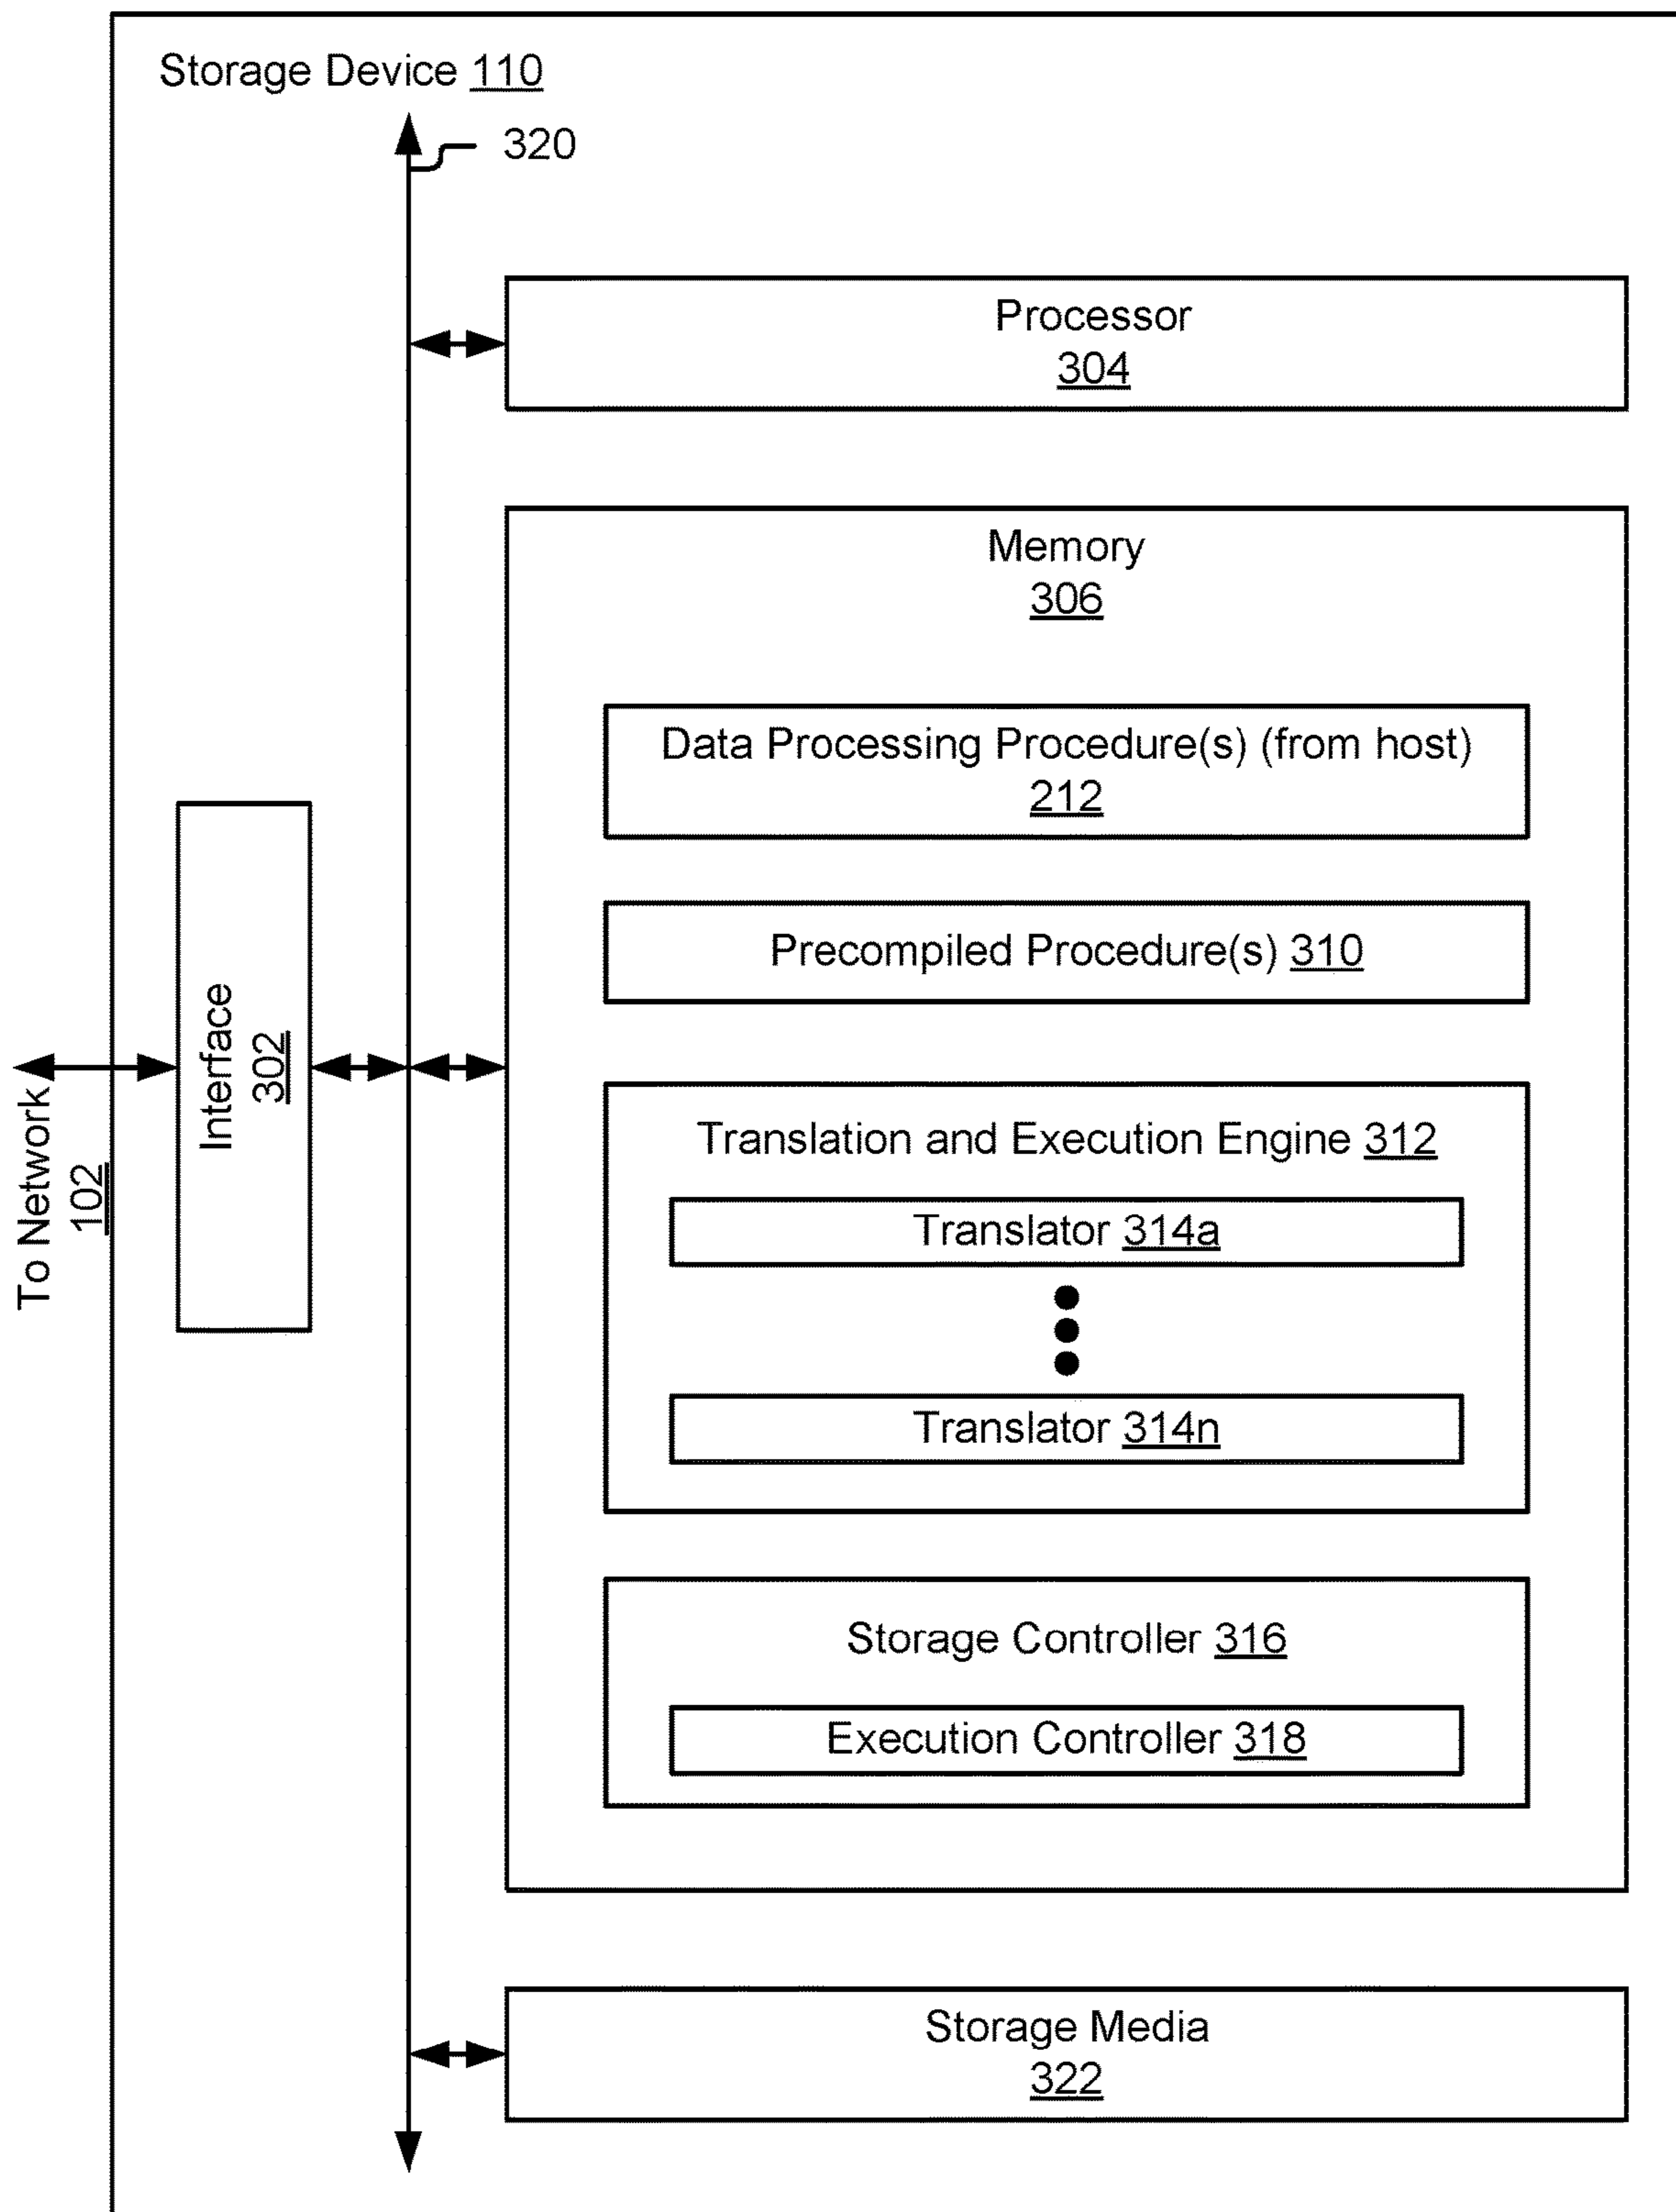 Storage Device 110
320
Processor
304
Memory
306
Data Processing Procedure(s) (from host)
212
Precompiled Procedure(s) 310
Interface
302
To Network
102
Translation and Execution Engine 312
Translator 314a
Translator 314n
Storage Controller 316
Execution Controller 318
Storage Media
322